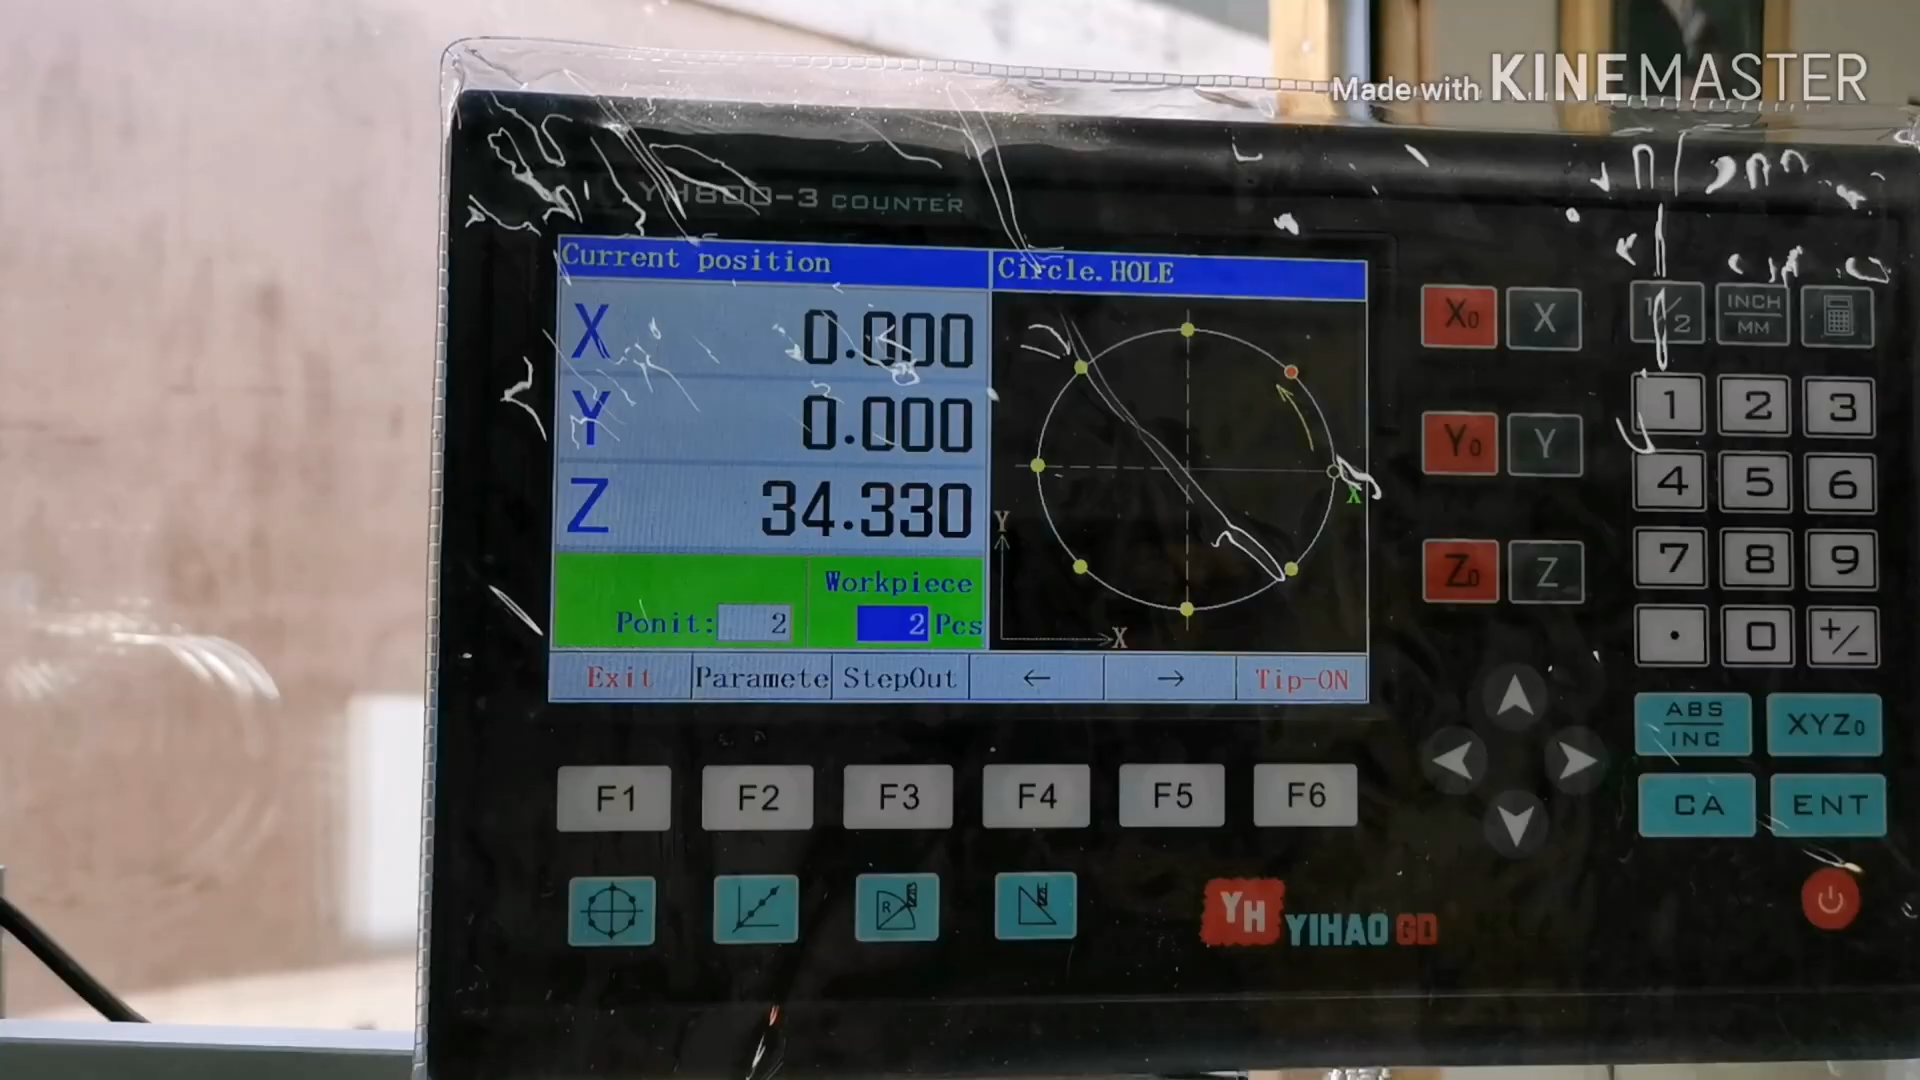 Made with KINEMASTER
YH800-3 COUNTER
Current position
Circle.HOLE
X 0.000
Y 0.000
Z 34.330
Workpiece
Ponit: 2
2 Pcs
Y
X
X
Exit Paramete StepOut ← → Tip-ON
F1 F2 F3 F4 F5 F6
R
YH YIHAO GD
X0 X
Y0 Y
Z0 Z
1/2 INCH/MM
1 2 3
4 5 6
7 8 9
. 0 +/-
ABS/INC XYZ0
CA ENT